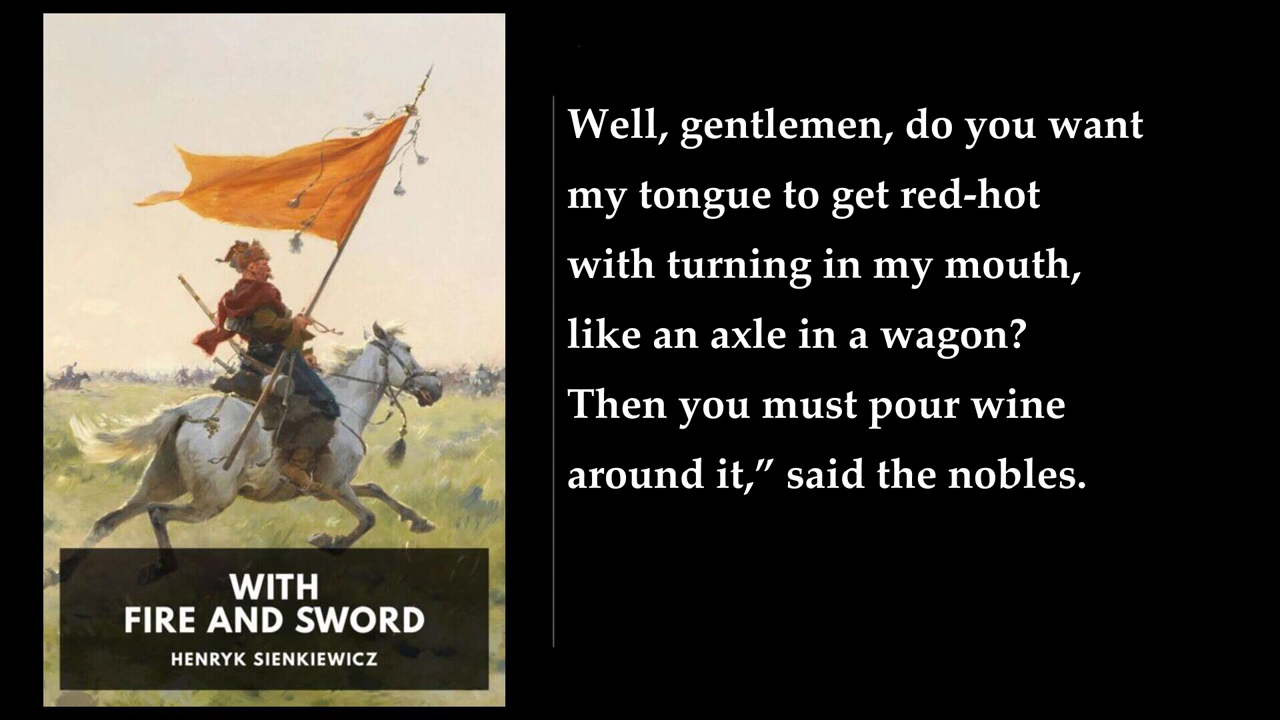 Well, gentlemen, do you want
my tongue to get red-hot
with turning in my mouth,
like an axle in a wagon?
Then you must pour wine
around it,” said the nobles.
WITH
FIRE AND SWORD
HENRYK SIENKIEWICZ